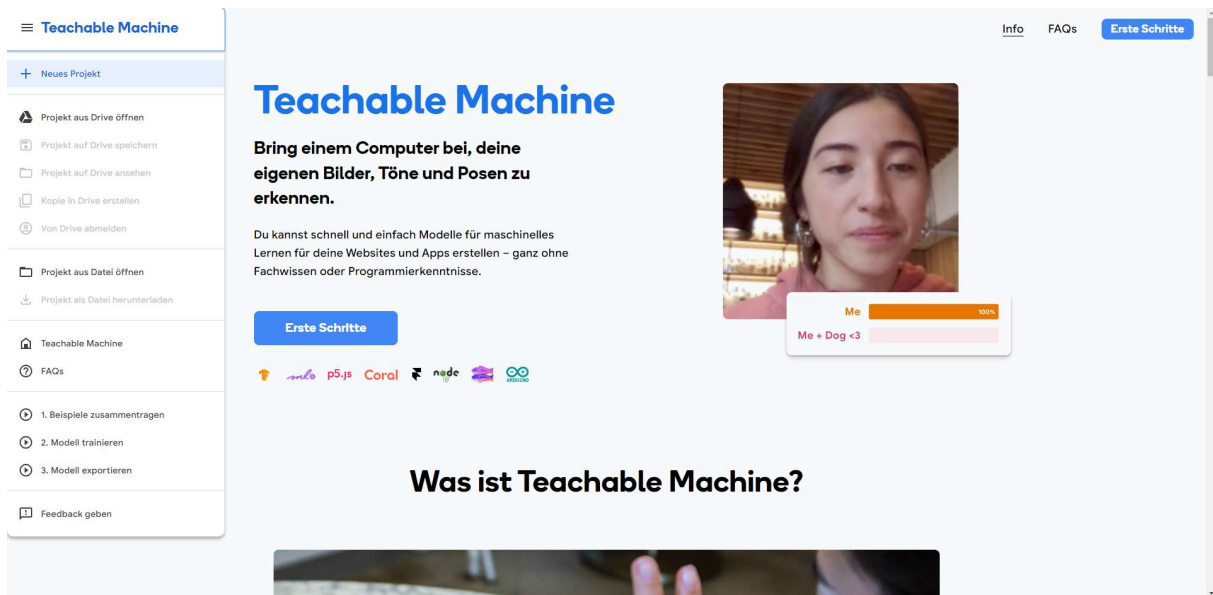 Teachable Machine
Neues Projekt
Projekt aus Drive öffnen
Projekt auf Drive speichern
Projekt auf Drive ansehen
Kopie in Drive erstellen
Von Drive abmelden
Projekt aus Datei öffnen
Projekt als Datei herunterladen
Teachable Machine
FAQs
1. Beispiele zusammentragen
2. Modell trainieren
3. Modell exportieren
Feedback geben
Info FAQs Erste Schritte
Teachable Machine
Bring einem Computer bei, deine
eigenen Bilder, Töne und Posen zu
erkennen.
Du kannst schnell und einfach Modelle für maschinelles
Lernen für deine Websites und Apps erstellen – ganz ohne
Fachwissen oder Programmierkenntnisse.
Erste Schritte
ml5 p5.js Coral node ARDUINO
Me 100%
Me + Dog <3
Was ist Teachable Machine?